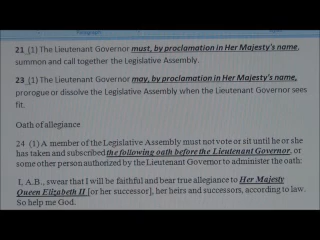 Paragraph
21 (1) The Lieutenant Governor must, by proclamation in Her Majesty's name,
summon and call together the Legislative Assembly.
23 (1) The Lieutenant Governor may, by proclamation in Her Majesty's name,
prorogue or dissolve the Legislative Assembly when the Lieutenant Governor sees
fit.
Oath of allegiance
24 (1) A member of the Legislative Assembly must not vote or sit until he or she
has taken and subscribed the following oath before the Lieutenant Governor, or
some other person authorized by the Lieutenant Governor to administer the oath:
I, A.B., swear that I will be faithful and bear true allegiance to Her Majesty
Queen Elizabeth II [or her successor], her heirs and successors, according to law.
So help me God.